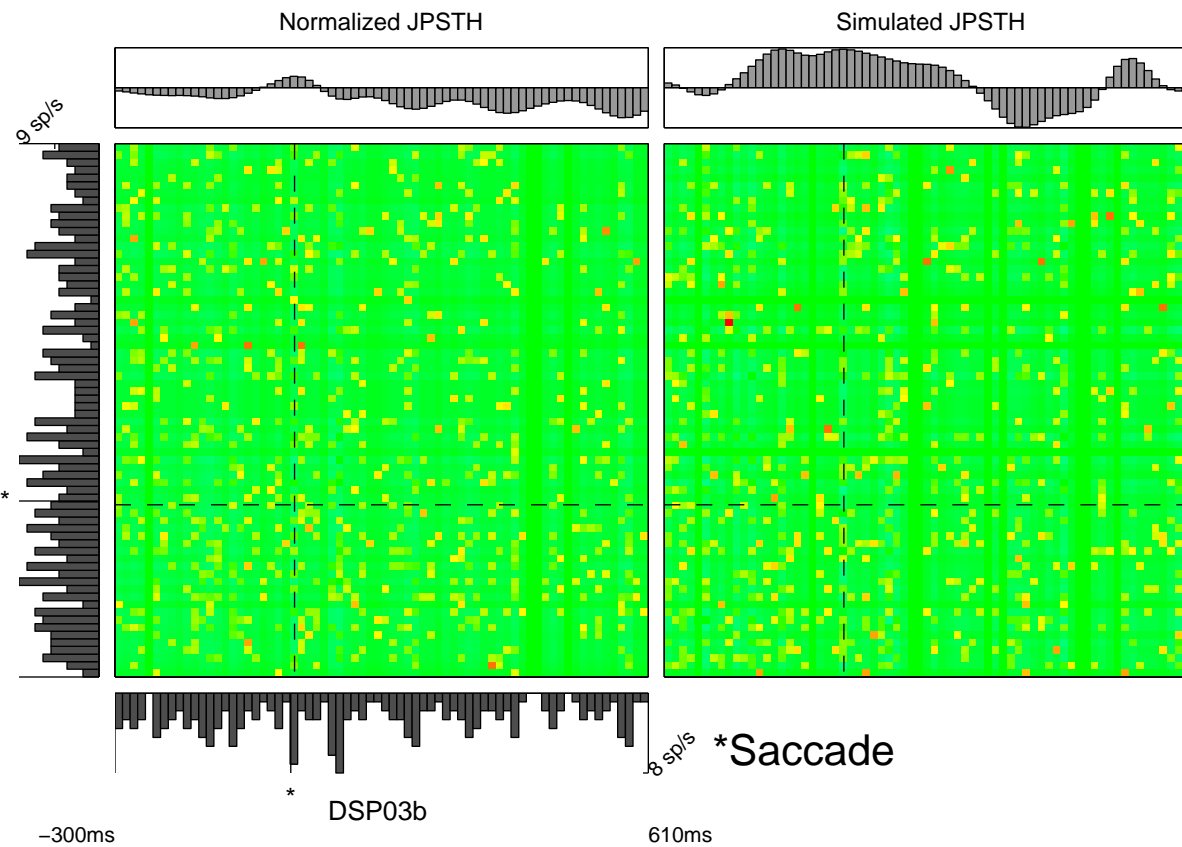 Normalized JPSTH
Simulated JPSTH
9 sp/s
*
*
8 sp/s
*Saccade
DSP03b
−300ms
610ms